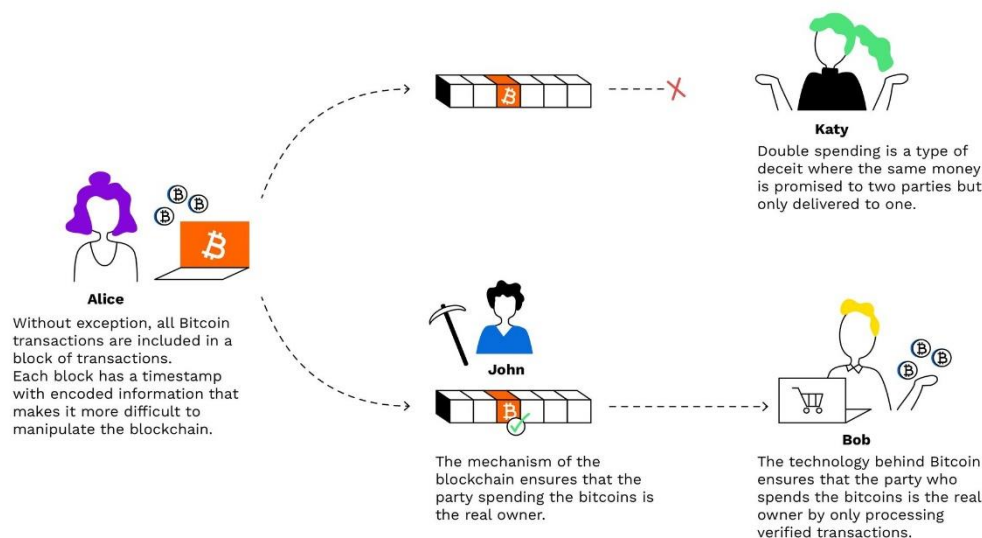 Katy
Double spending is a type of
deceit where the same money
is promised to two parties but
only delivered to one.
Alice
Without exception, all Bitcoin
transactions are included in a
block of transactions.
Each block has a timestamp
with encoded information that
makes it more difficult to
manipulate the blockchain.
John
The mechanism of the
blockchain ensures that the
party spending the bitcoins is
the real owner.
Bob
The technology behind Bitcoin
ensures that the party who
spends the bitcoins is the real
owner by only processing
verified transactions.